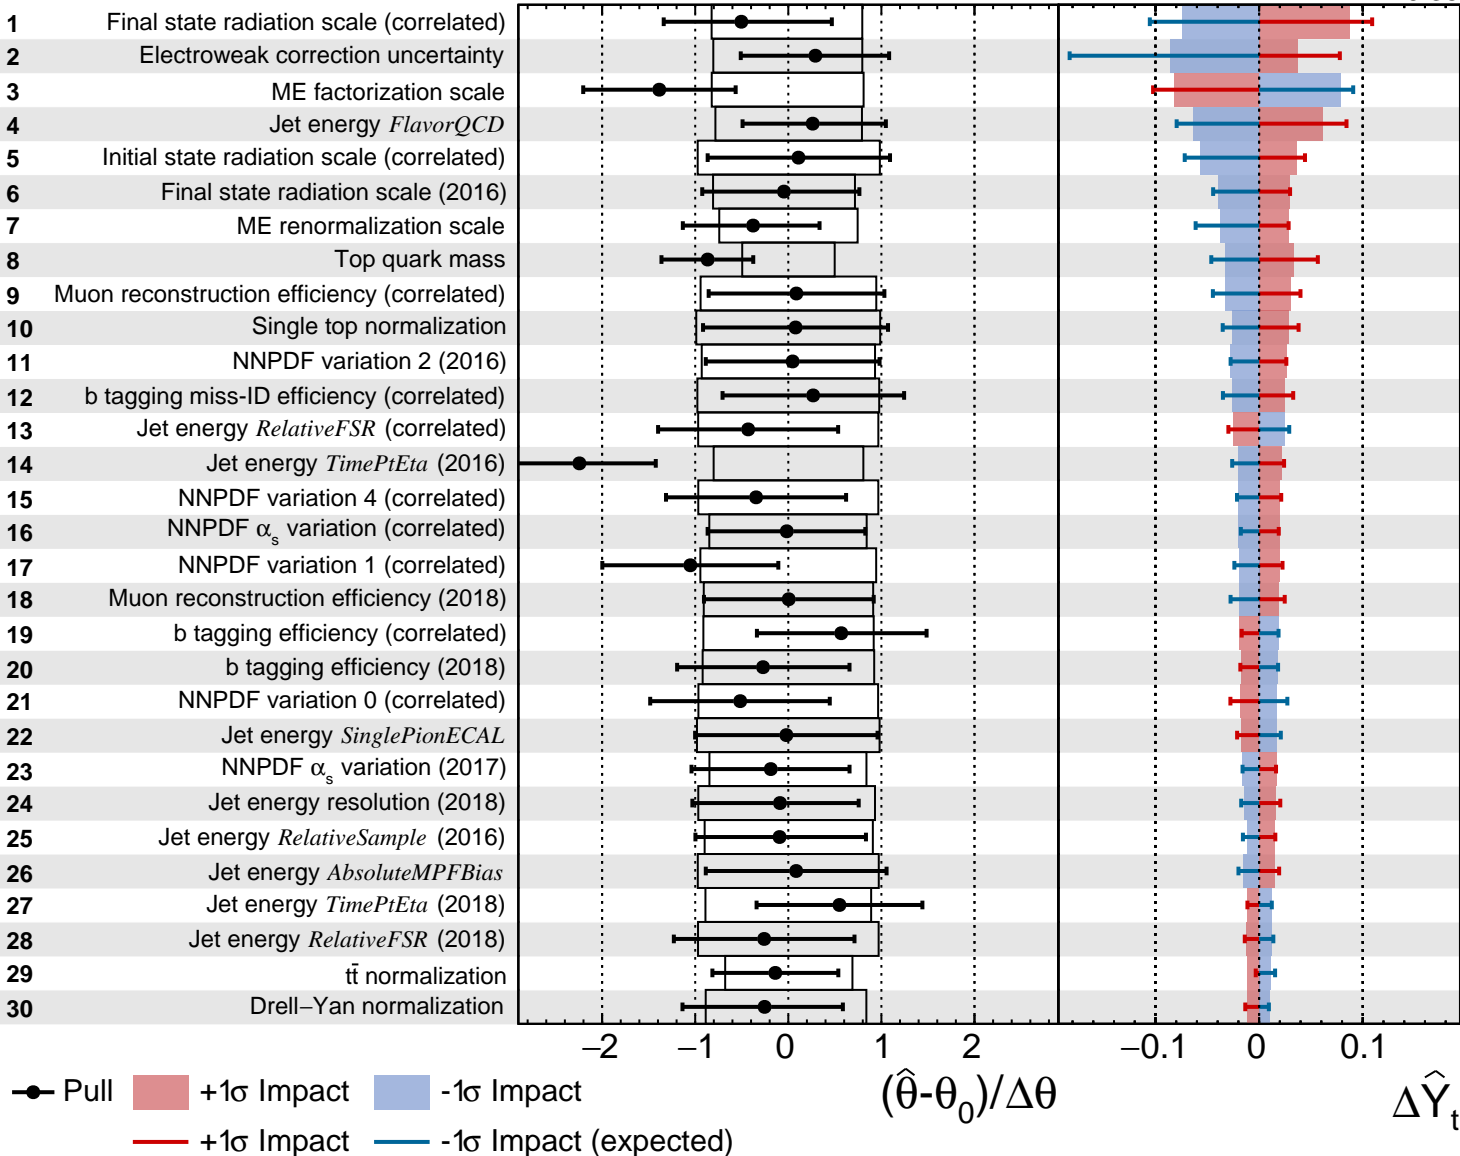 1 Final state radiation scale (correlated)
2 Electroweak correction uncertainty
3 ME factorization scale
4 Jet energy FlavorQCD
5 Initial state radiation scale (correlated)
6 Final state radiation scale (2016)
7 ME renormalization scale
8 Top quark mass
9 Muon reconstruction efficiency (correlated)
10 Single top normalization
11 NNPDF variation 2 (2016)
12 b tagging miss-ID efficiency (correlated)
13 Jet energy RelativeFSR (correlated)
14 Jet energy TimePtEta (2016)
15 NNPDF variation 4 (correlated)
16 NNPDF αs variation (correlated)
17 NNPDF variation 1 (correlated)
18 Muon reconstruction efficiency (2018)
19 b tagging efficiency (correlated)
20 b tagging efficiency (2018)
21 NNPDF variation 0 (correlated)
22 Jet energy SinglePionECAL
23 NNPDF αs variation (2017)
24 Jet energy resolution (2018)
25 Jet energy RelativeSample (2016)
26 Jet energy AbsoluteMPFBias
27 Jet energy TimePtEta (2018)
28 Jet energy RelativeFSR (2018)
29 tt̄ normalization
30 Drell−Yan normalization
−2 −1 0 1 2 −0.1 0 0.1
(θ̂-θ0)/Δθ ΔŶt
Pull +1σ Impact -1σ Impact
+1σ Impact -1σ Impact (expected)